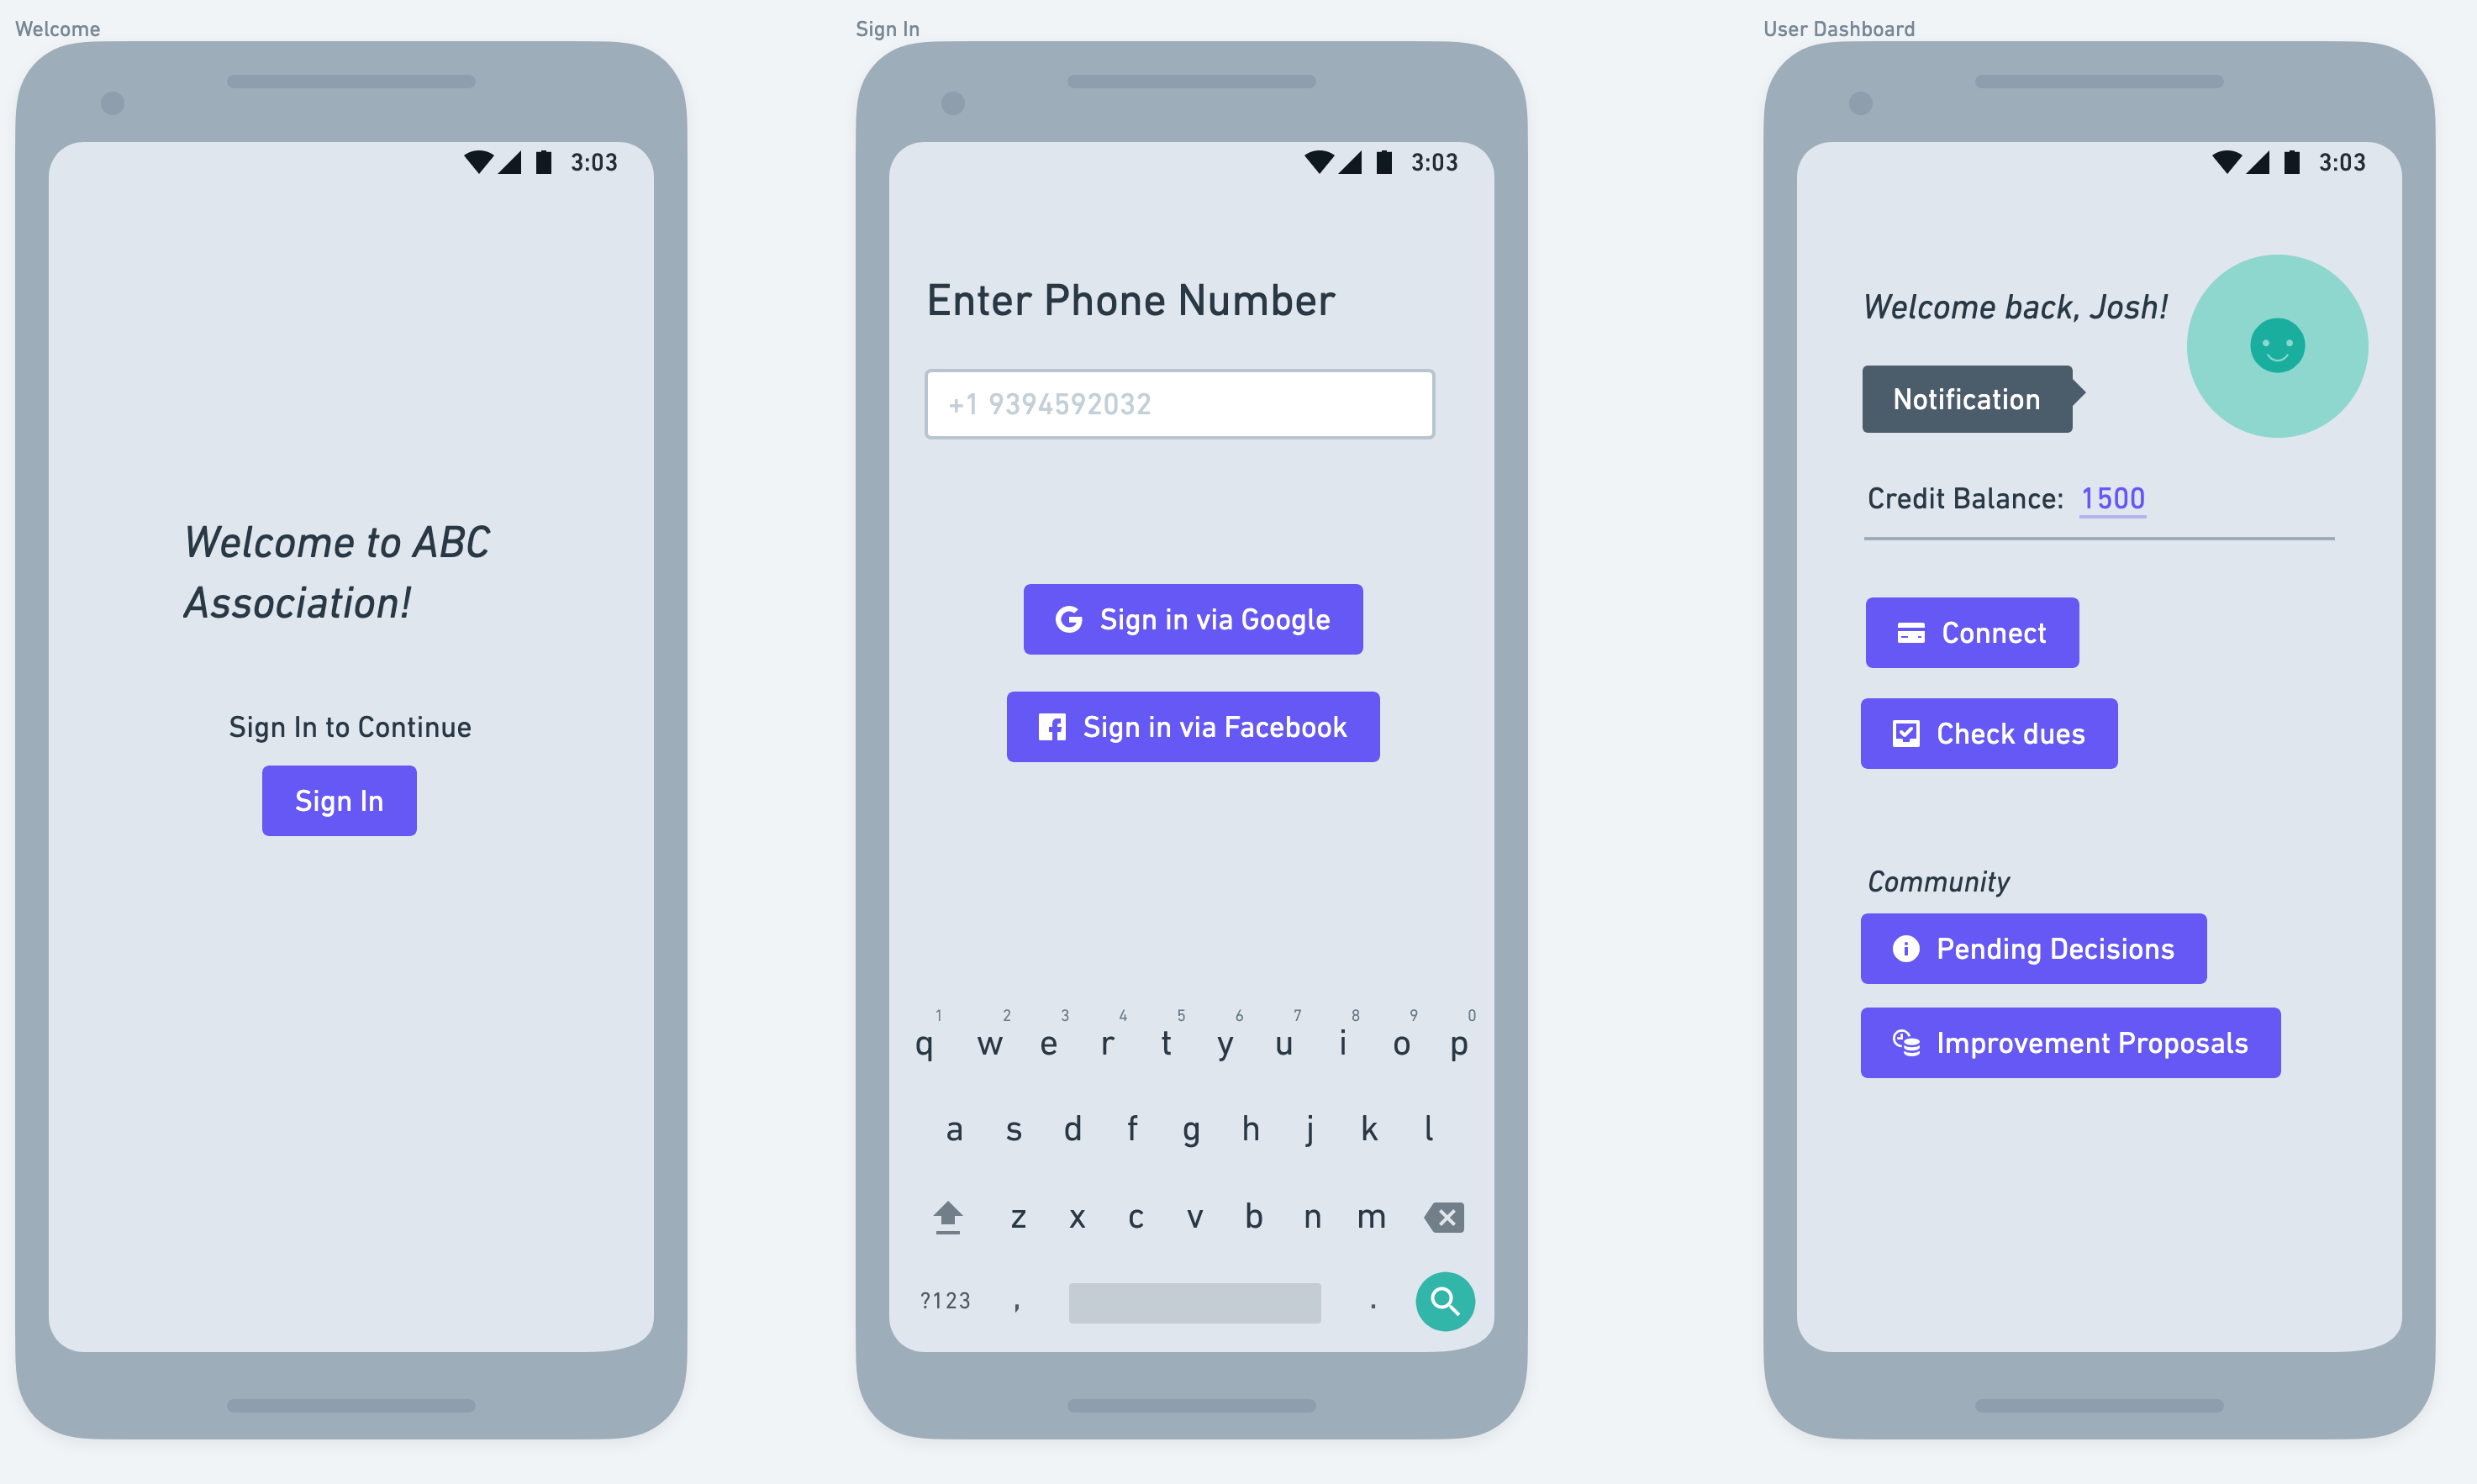 Welcome
3:03
Welcome to ABC
Association!
Sign In to Continue
Sign In
Sign In
3:03
Enter Phone Number
+1 9394592032
Sign in via Google
Sign in via Facebook
1 2 3 4 5 6 7 8 9 0
q w e r t y u i o p
a s d f g h j k l
z x c v b n m
?123 , .
User Dashboard
3:03
Welcome back, Josh!
Notification
Credit Balance: 1500
Connect
Check dues
Community
Pending Decisions
Improvement Proposals